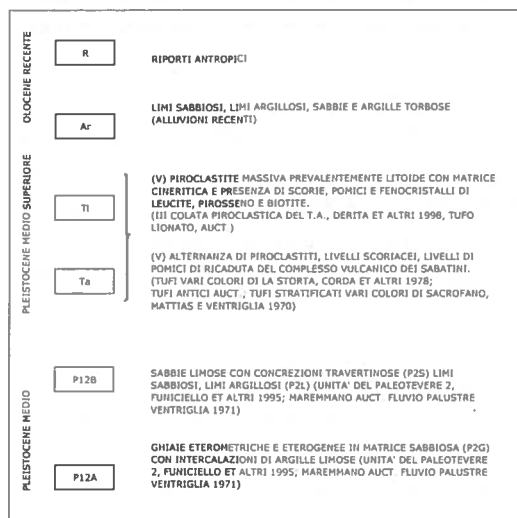 OLOCENE RECENTE
R
RIPORTI ANTROPICI
Ar
LIMI SABBIOSI, LIMI ARGILLOSI, SABBIE E ARGILLE TORBOSE
(ALLUVIONI RECENTI)
PLEISTOCENE MEDIO SUPERIORE
Tl
(V) PIROCLASTITE MASSIVA PREVALENTEMENTE LITOIDE CON MATRICE
CINERITICA E PRESENZA DI SCORIE, POMICI E FENOCRISTALLI DI
LEUCITE, PIROSSENO E BIOTITE.
(III COLATA PIROCLASTICA DEL T.A., DERITA ET ALTRI 1998, TUFO
LIONATO, AUCT )
Ta
(V) ALTERNANZA DI PIROCLASTITI, LIVELLI SCORIACEI, LIVELLI DI
POMICI DI RICADUTA DEL COMPLESSO VULCANICO DEI SABATINI.
(TUFI VARI COLORI DI LA STORTA, CORDA ET ALTRI 1978;
TUFI ANTICI AUCT.; TUFI STRATIFICATI VARI COLORI DI SACROFANO,
MATTIAS E VENTRIGLIA 1970)
PLEISTOCENE MEDIO
P12B
SABBIE LIMOSE CON CONCREZIONI TRAVERTINOSE (P2S) LIMI
SABBIOSI, LIMI ARGILLOSI (P2L) (UNITA' DEL PALEOTEVERE 2,
FUNICIELLO ET ALTRI 1995; MAREMMANO AUCT. FLUVIO PALUSTRE
VENTRIGLIA 1971)
P12A
GHIAIE ETEROMETRICHE E ETEROGENEE IN MATRICE SABBIOSA (P2G)
CON INTERCALAZIONI DI ARGILLE LIMOSE (UNITA' DEL PALEOTEVERE
2, FUNICIELLO ET ALTRI 1995; MAREMMANO AUCT. FLUVIO PALUSTRE
VENTRIGLIA 1971)